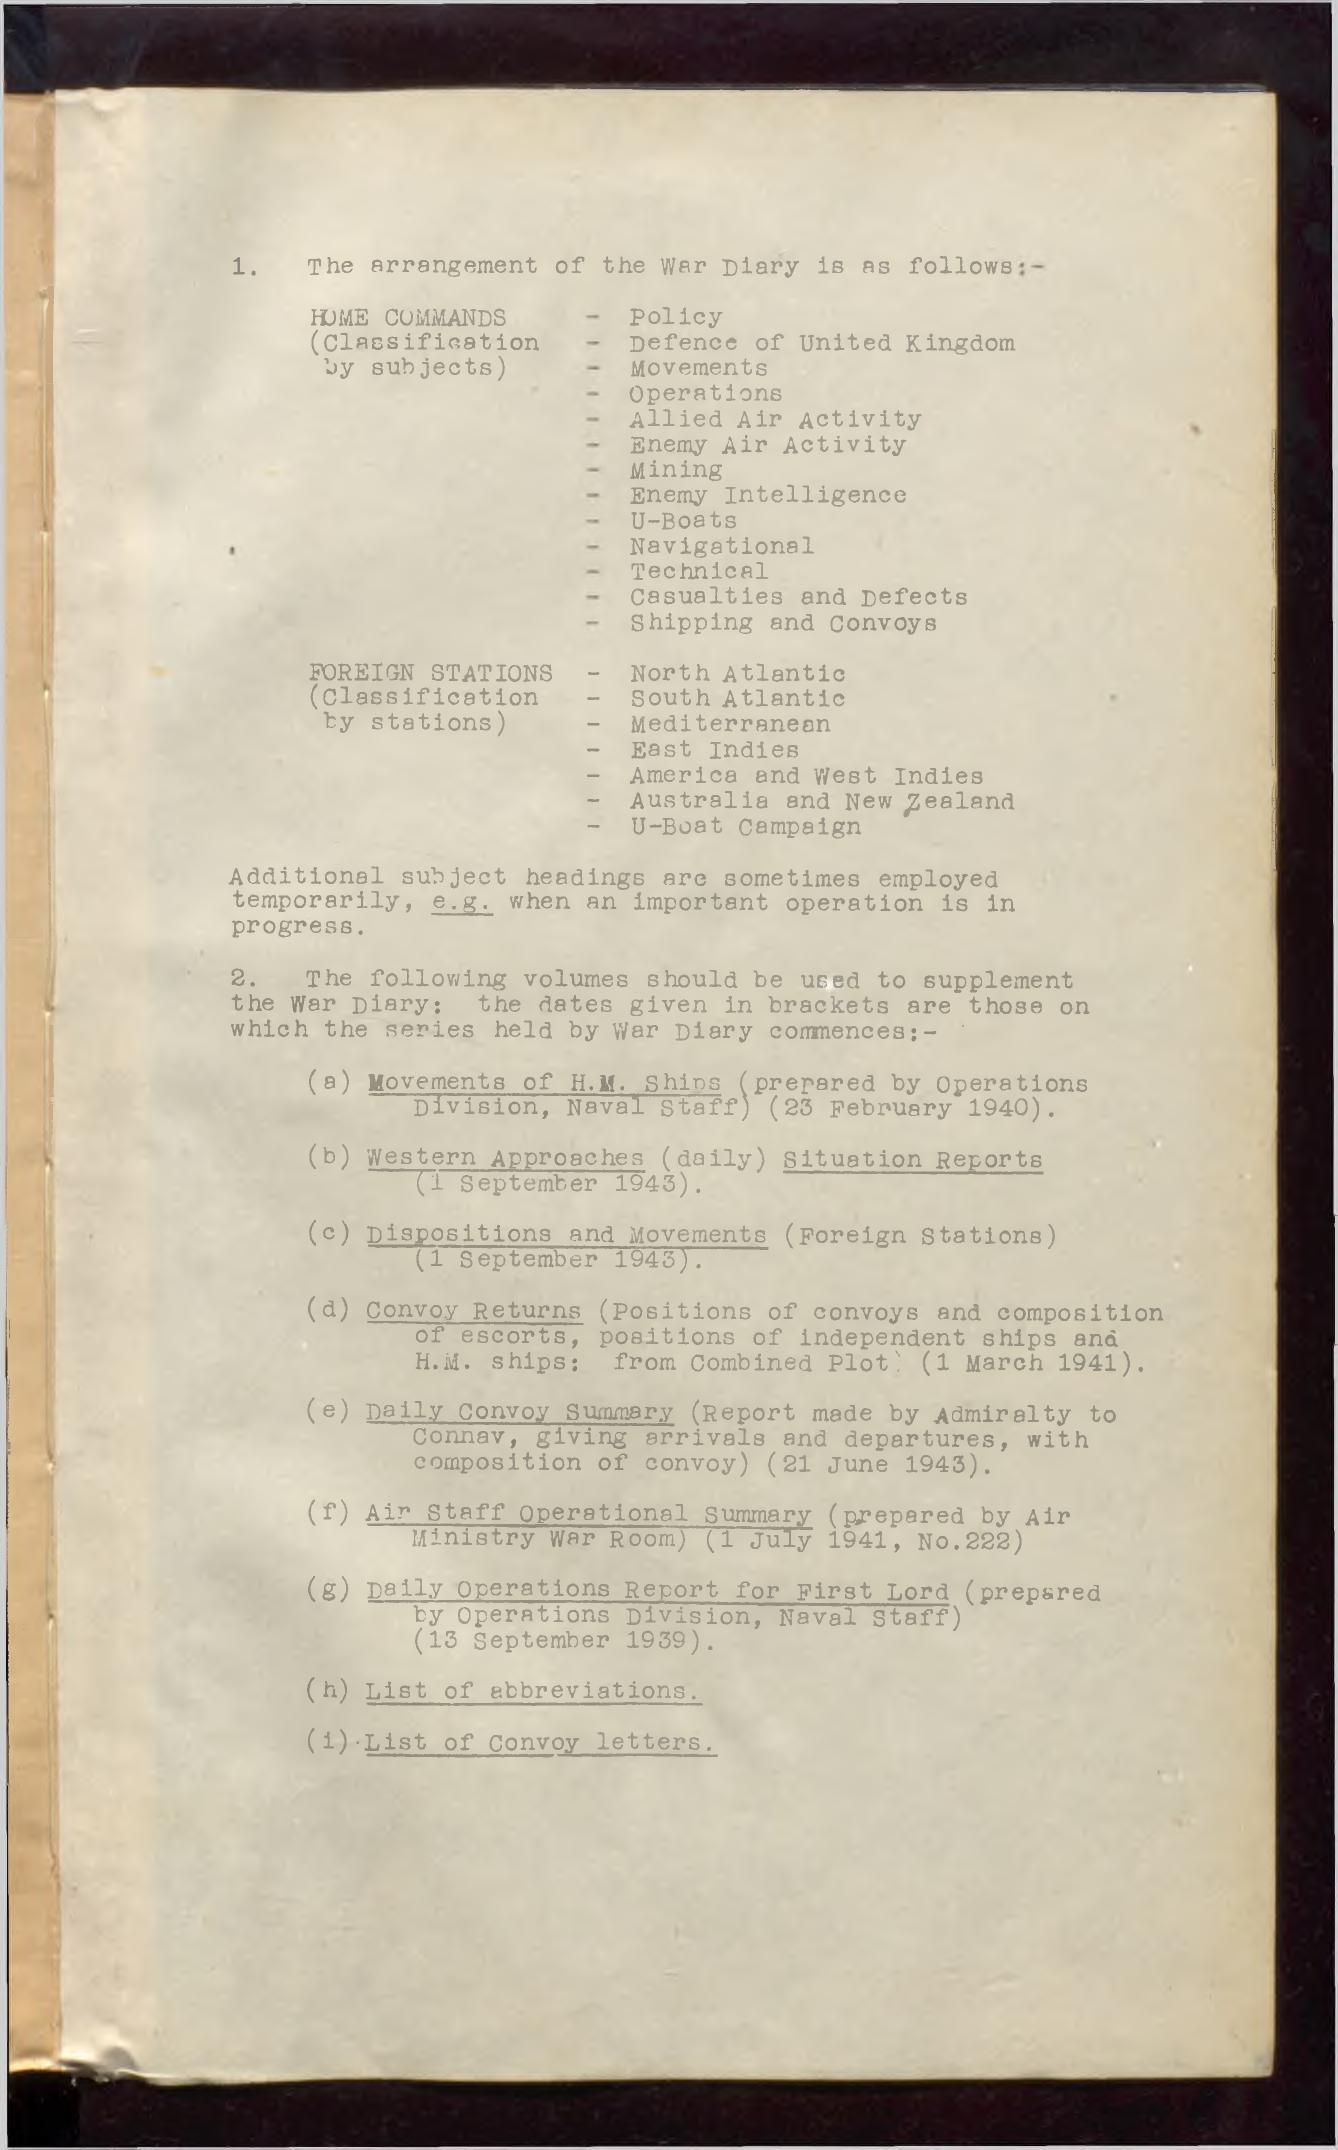 1. The arrangement of the War Diary is as follows:-
HOME COMMANDS - Policy
(Classification - Defence of United Kingdom
by subjects) - Movements
- Operations
- Allied Air Activity
- Enemy Air Activity
- Mining
- Enemy Intelligence
- U-Boats
- Navigational
- Technical
- Casualties and Defects
- Shipping and Convoys
FOREIGN STATIONS - North Atlantic
(Classification - South Atlantic
by stations) - Mediterranean
- East Indies
- America and West Indies
- Australia and New Zealand
- U-Boat Campaign
Additional subject headings are sometimes employed
temporarily, e.g. when an important operation is in
progress.
2. The following volumes should be used to supplement
the War Diary: the dates given in brackets are those on
which the series held by War Diary commences:-
(a) Movements of H.M. Ships (prepared by Operations
Division, Naval Staff) (23 February 1940).
(b) Western Approaches (daily) Situation Reports
(1 September 1943).
(c) Dispositions and Movements (Foreign Stations)
(1 September 1943).
(d) Convoy Returns (Positions of convoys and composition
of escorts, positions of independent ships and
H.M. ships: from Combined Plot) (1 March 1941).
(e) Daily Convoy Summary (Report made by Admiralty to
Connav, giving arrivals and departures, with
composition of convoy) (21 June 1943).
(f) Air Staff Operational Summary (prepared by Air
Ministry War Room) (1 July 1941, No.222)
(g) Daily Operations Report for First Lord (prepared
by Operations Division, Naval Staff)
(13 September 1939).
(h) List of abbreviations.
(i) List of Convoy letters.